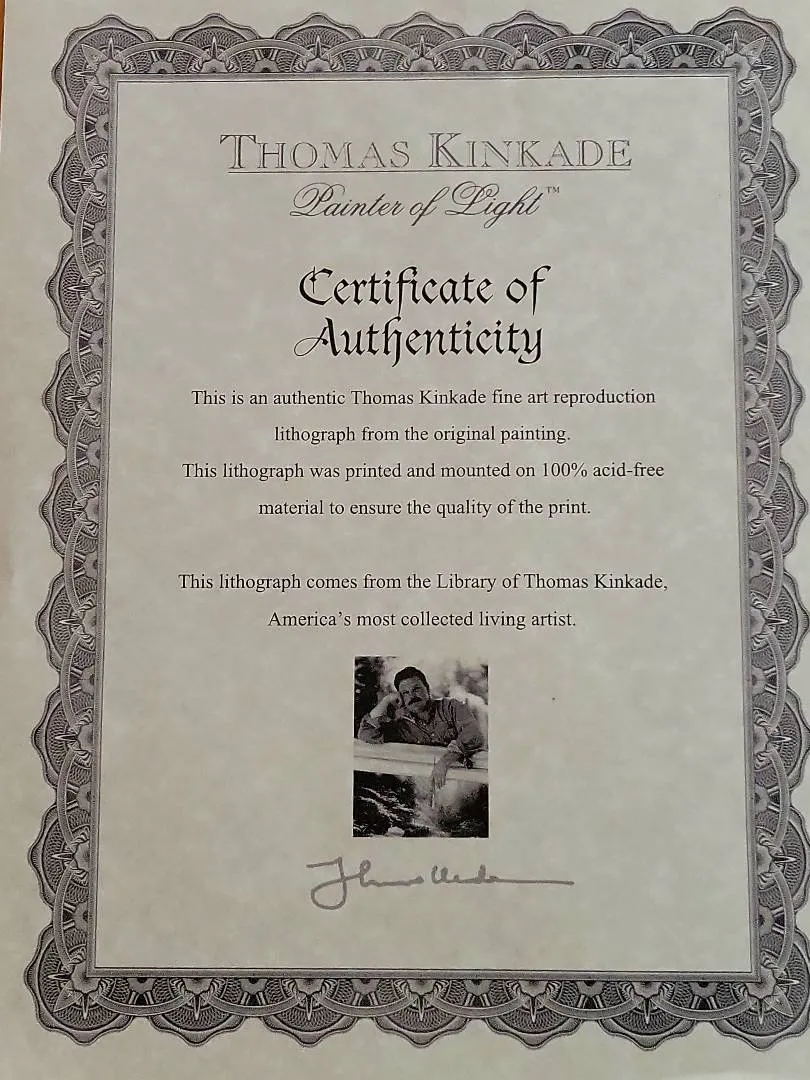 THOMAS KINKADE
Painter of Light™
Certificate of
Authenticity
This is an authentic Thomas Kinkade fine art reproduction
lithograph from the original painting.
This lithograph was printed and mounted on 100% acid-free
material to ensure the quality of the print.
This lithograph comes from the Library of Thomas Kinkade,
America's most collected living artist.